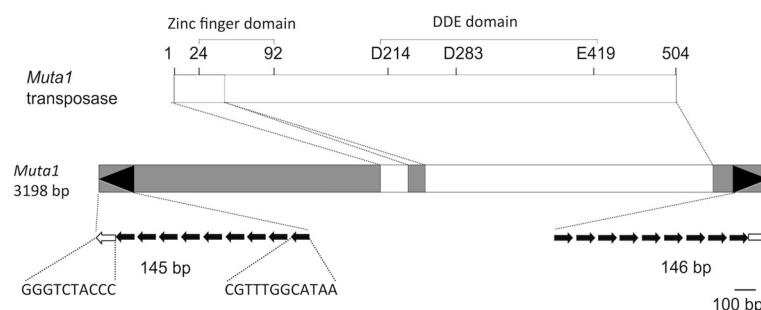 Zinc finger domain
DDE domain
1 24 92 D214 D283 E419 504
Muta1
transposase
Muta1
3198 bp
145 bp
146 bp
GGGTCTACCC
CGTTTGGCATAA
100 bp